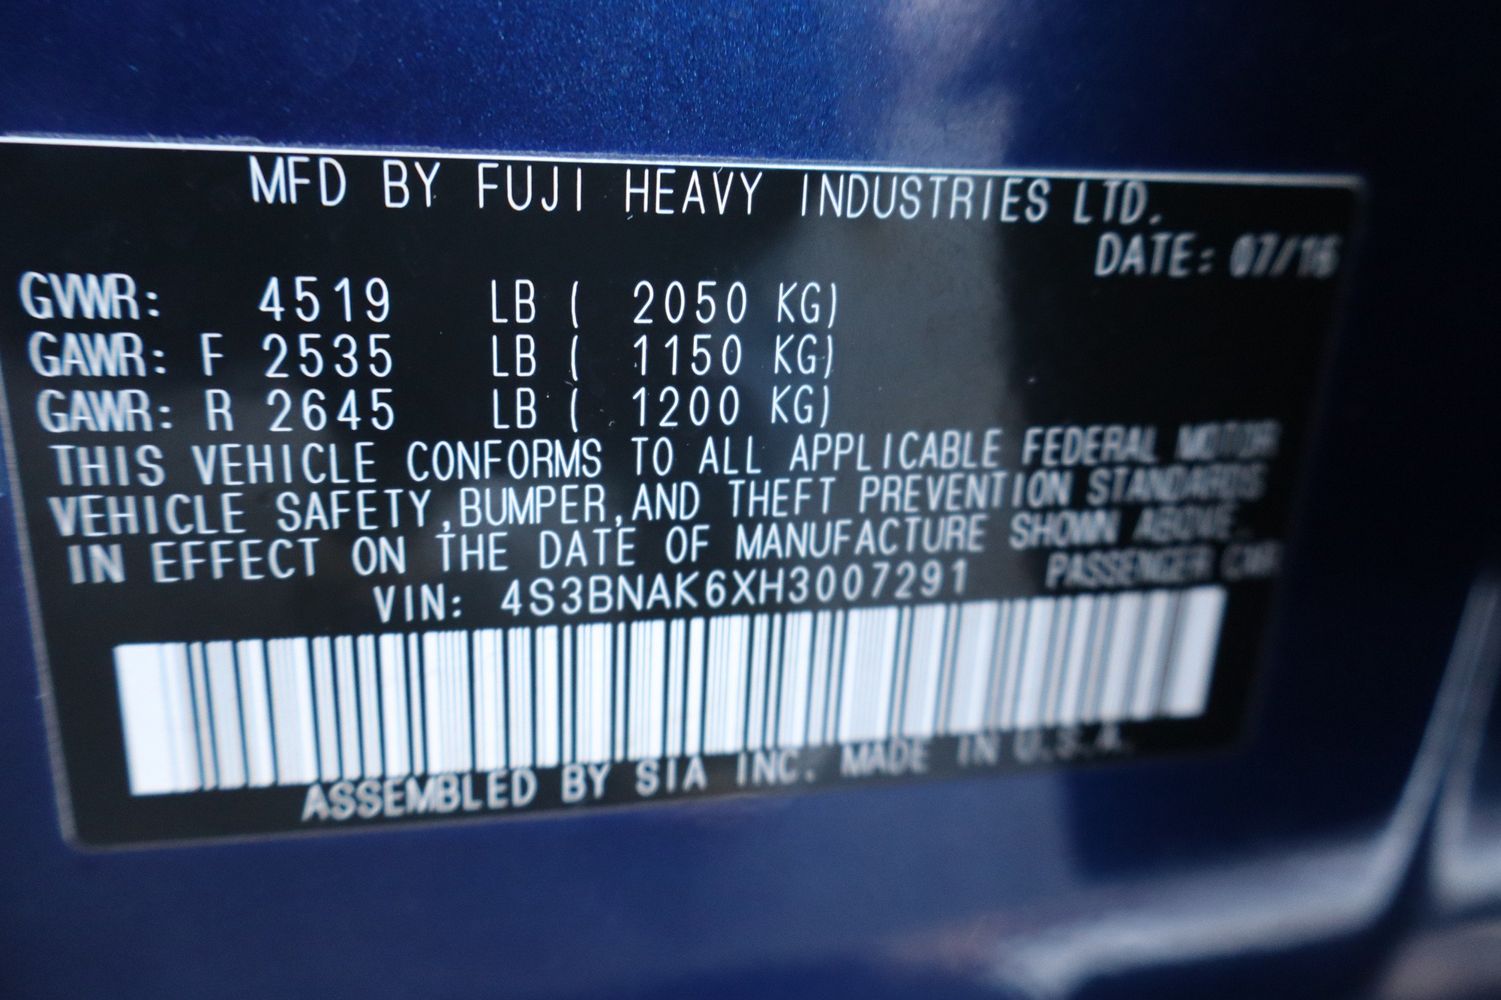 MFD BY FUJI HEAVY INDUSTRIES LTD.
DATE: 07/16
GVWR: 4519 LB ( 2050 KG)
GAWR: F 2535 LB ( 1150 KG)
GAWR: R 2645 LB ( 1200 KG)
THIS VEHICLE CONFORMS TO ALL APPLICABLE FEDERAL MOTOR
VEHICLE SAFETY,BUMPER,AND THEFT PREVENTION STANDARDS
IN EFFECT ON THE DATE OF MANUFACTURE SHOWN ABOVE.
VIN: 4S3BNAK6XH3007291 PASSENGER CAR
ASSEMBLED BY SIA INC. MADE IN U.S.A.